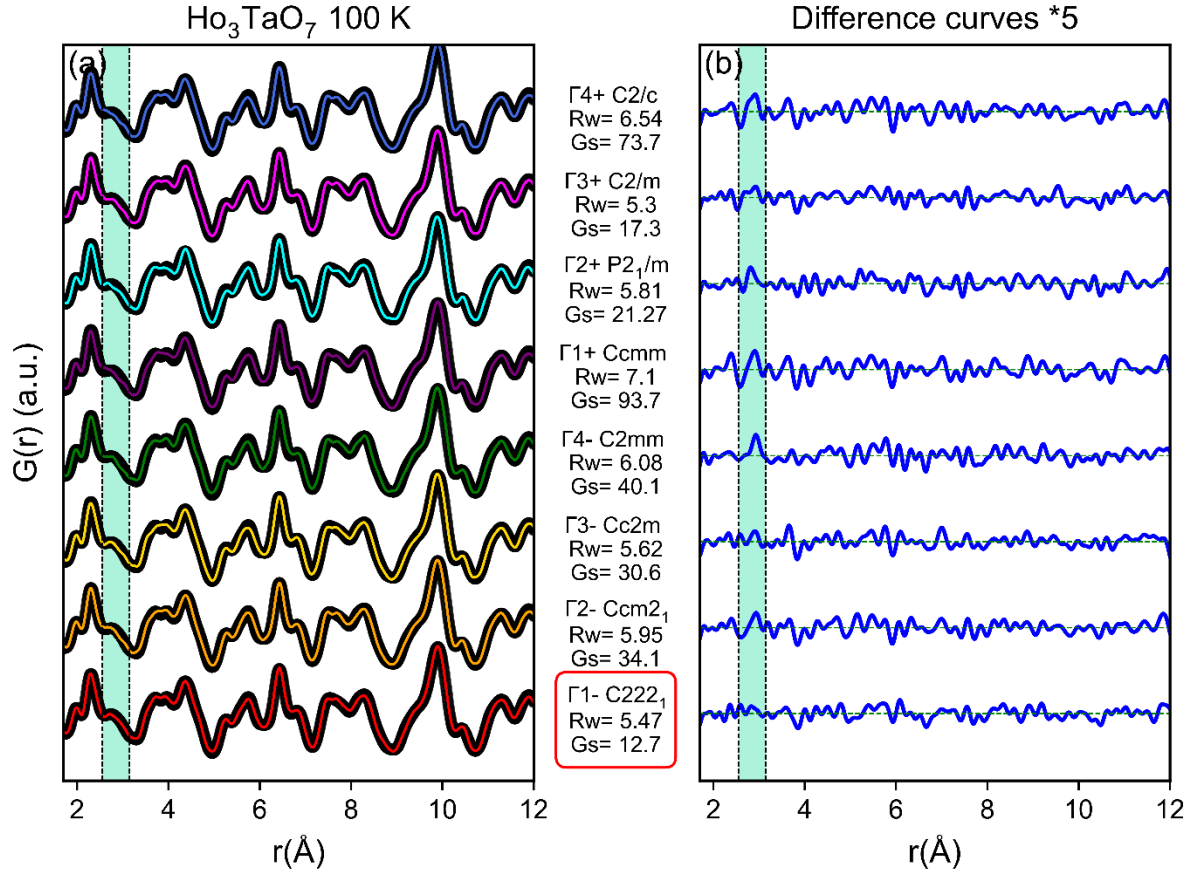 Ho₃TaO₇ 100 K
Difference curves *5
(a)
(b)
G(r) (a.u.)
Γ4+ C2/c
Rw= 6.54
Gs= 73.7
Γ3+ C2/m
Rw= 5.3
Gs= 17.3
Γ2+ P2₁/m
Rw= 5.81
Gs= 21.27
Γ1+ Ccmm
Rw= 7.1
Gs= 93.7
Γ4- C2mm
Rw= 6.08
Gs= 40.1
Γ3- Cc2m
Rw= 5.62
Gs= 30.6
Γ2- Ccm2₁
Rw= 5.95
Gs= 34.1
Γ1- C222₁
Rw= 5.47
Gs= 12.7
2 4 6 8 10 12
2 4 6 8 10 12
r(Å)
r(Å)